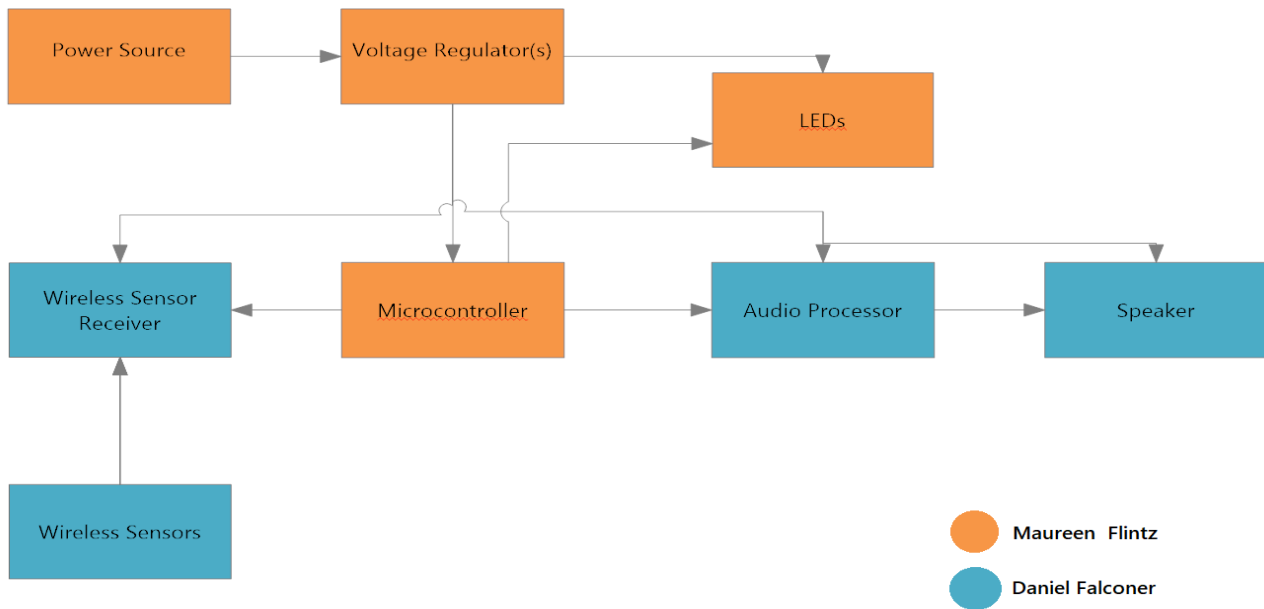 Power Source
Voltage Regulator(s)
LEDs
Wireless Sensor
Receiver
Microcontroller
Audio Processor
Speaker
Wireless Sensors
Maureen Flintz
Daniel Falconer